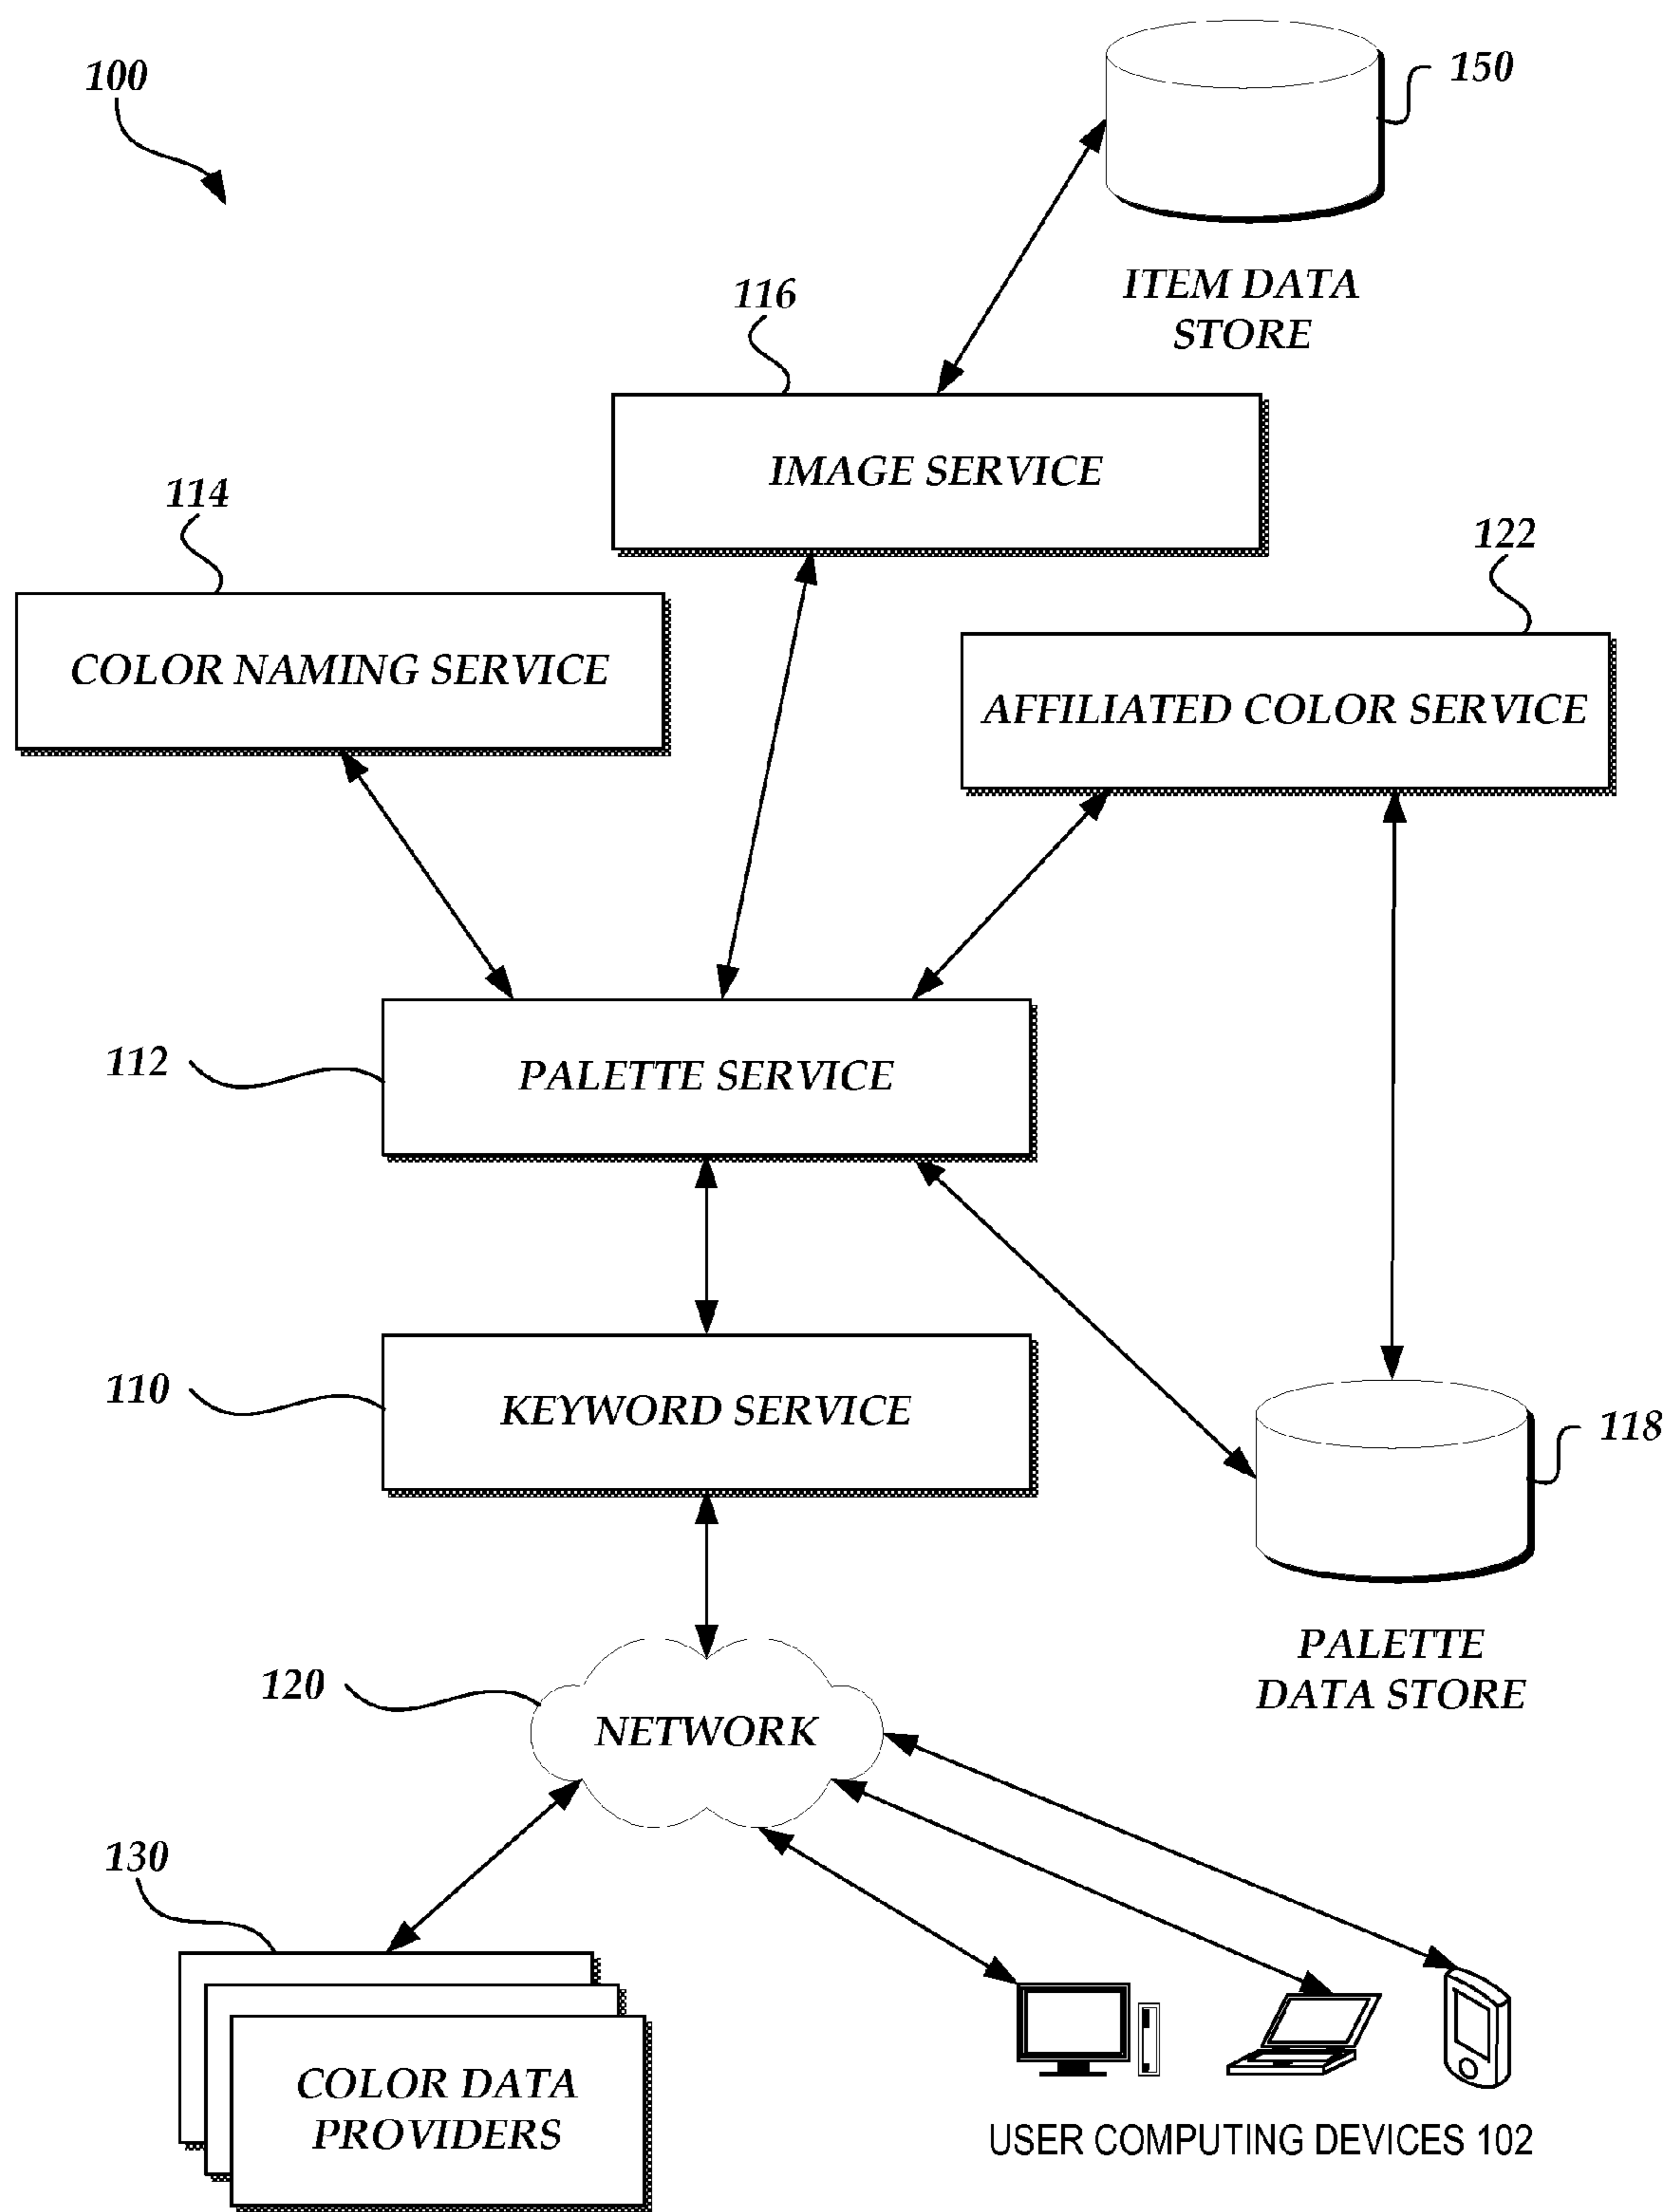 100
150
ITEM DATA
STORE
116
IMAGE SERVICE
114
COLOR NAMING SERVICE
122
AFFILIATED COLOR SERVICE
112
PALETTE SERVICE
110
KEYWORD SERVICE
118
PALETTE
DATA STORE
120
NETWORK
130
COLOR DATA
PROVIDERS
USER COMPUTING DEVICES 102